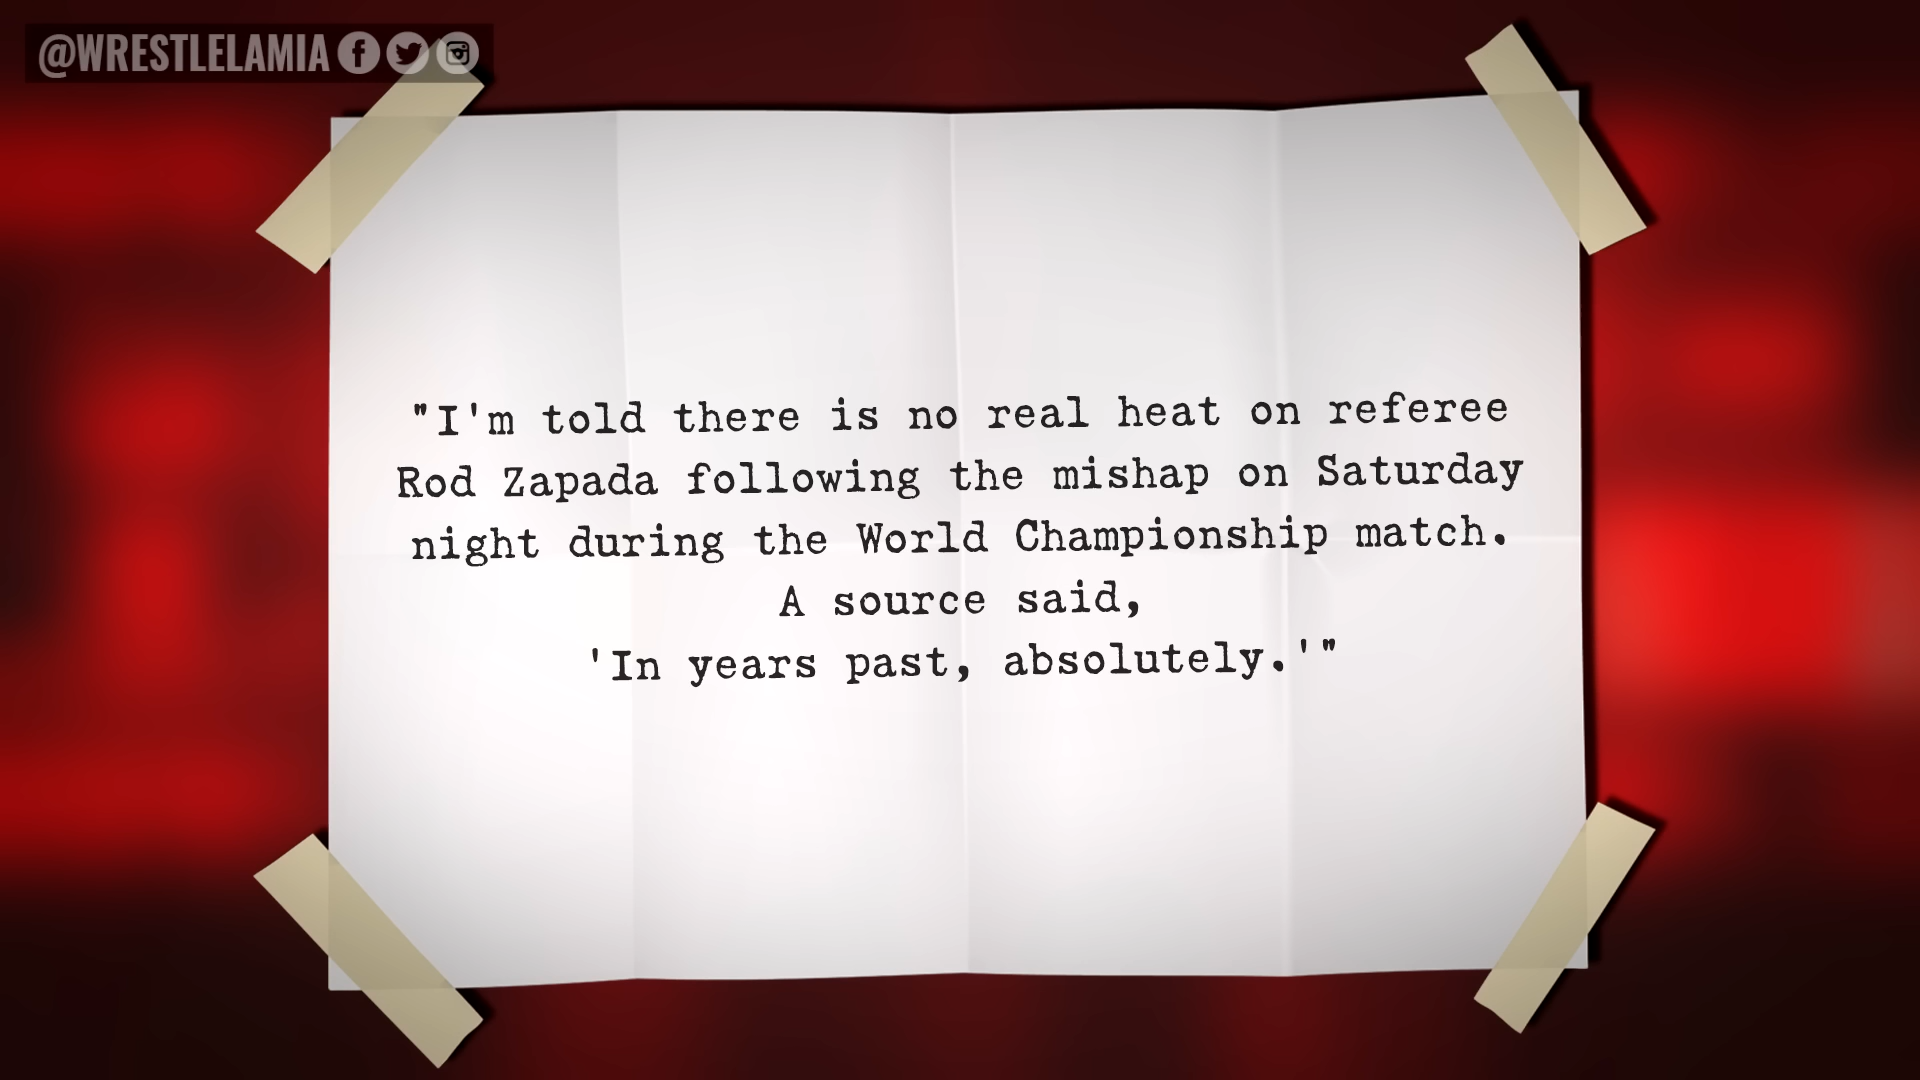 @WRESTLELAMIA
"I'm told there is no real heat on referee
Rod Zapada following the mishap on Saturday
night during the World Championship match.
A source said,
'In years past, absolutely.'"